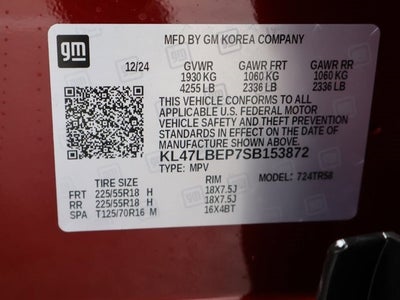 gm
MFD BY GM KOREA COMPANY
12/24 GVWR GAWR FRT GAWR RR
1930 KG 1060 KG 1060 KG
4255 LB 2336 LB 2336 LB
THIS VEHICLE CONFORMS TO ALL
APPLICABLE U.S. FEDERAL MOTOR
VEHICLE SAFETY AND THEFT PREVENTION
STANDARDS IN EFFECT ON THE DATE OF
MANUFACTURE SHOWN ABOVE.
KL47LBEP7SB153872
TYPE: MPV MODEL: 724TR58
TIRE SIZE RIM
FRT 225/55R18 H 18X7.5J
RR 225/55R18 H 18X7.5J
SPA T125/70R16 M 16X4BT